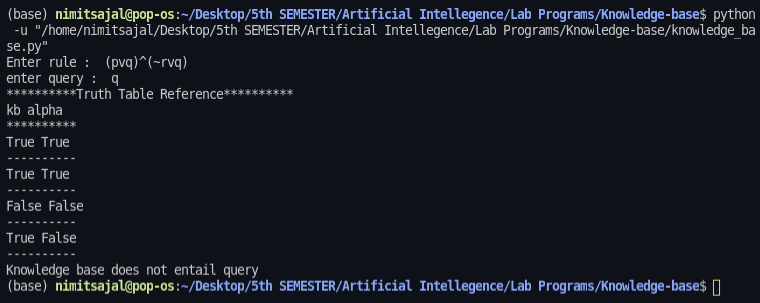 (base) nimitsajal@pop-os:~/Desktop/5th SEMESTER/Artificial Intellegence/Lab Programs/Knowledge-base$ python
 -u "/home/nimitsajal/Desktop/5th SEMESTER/Artificial Intellegence/Lab Programs/Knowledge-base/knowledge_ba
se.py"
Enter rule :  (pvq)^(~rvq)
enter query :  q
**********Truth Table Reference**********
kb alpha
**********
True True
----------
True True
----------
False False
----------
True False
----------
Knowledge base does not entail query
(base) nimitsajal@pop-os:~/Desktop/5th SEMESTER/Artificial Intellegence/Lab Programs/Knowledge-base$